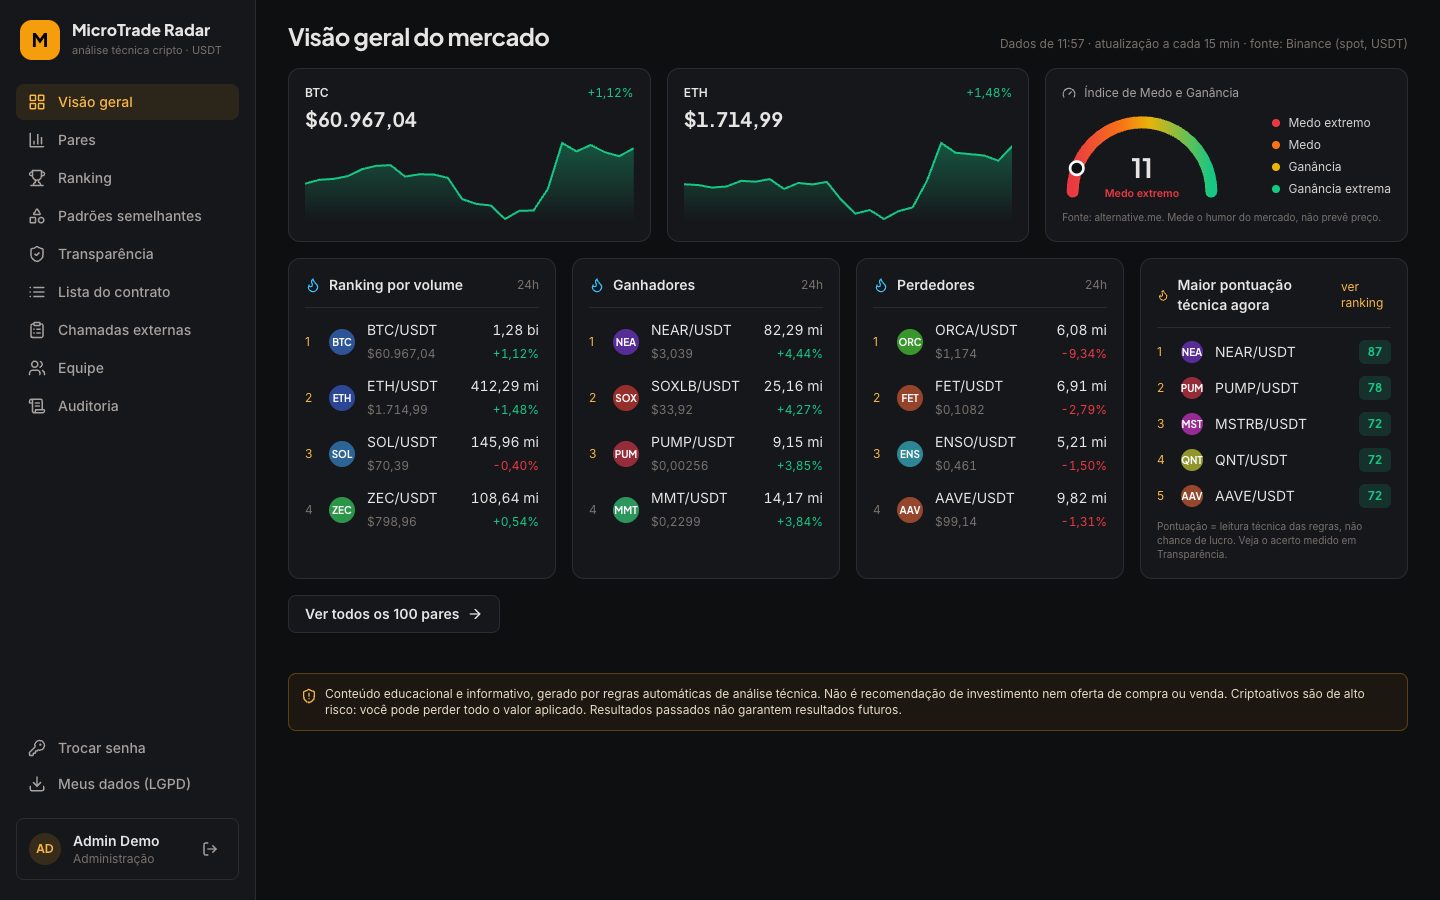 M
MicroTrade Radar
análise técnica cripto · USDT
Visão geral
Pares
Ranking
Padrões semelhantes
Transparência
Lista do contrato
Chamadas externas
Equipe
Auditoria
Trocar senha
Meus dados (LGPD)
AD
Admin Demo
Administração
Visão geral do mercado
Dados de 11:57 · atualização a cada 15 min · fonte: Binance (spot, USDT)
BTC +1,12%
$60.967,04
ETH +1,48%
$1.714,99
Índice de Medo e Ganância
11
Medo extremo
Medo extremo
Medo
Ganância
Ganância extrema
Fonte: alternative.me. Mede o humor do mercado, não prevê preço.
Ranking por volume 24h
1 BTC BTC/USDT 1,28 bi
$60.967,04 +1,12%
2 ETH ETH/USDT 412,29 mi
$1.714,99 +1,48%
3 SOL SOL/USDT 145,96 mi
$70,39 -0,40%
4 ZEC ZEC/USDT 108,64 mi
$798,96 +0,54%
Ganhadores 24h
1 NEA NEAR/USDT 82,29 mi
$3,039 +4,44%
2 SOX SOXLB/USDT 25,16 mi
$33,92 +4,27%
3 PUM PUMP/USDT 9,15 mi
$0,00256 +3,85%
4 MMT MMT/USDT 14,17 mi
$0,2299 +3,84%
Perdedores 24h
1 ORC ORCA/USDT 6,08 mi
$1,174 -9,34%
2 FET FET/USDT 6,91 mi
$0,1082 -2,79%
3 ENS ENSO/USDT 5,21 mi
$0,461 -1,50%
4 AAV AAVE/USDT 9,82 mi
$99,14 -1,31%
Maior pontuação
técnica agora
ver
ranking
1 NEA NEAR/USDT 87
2 PUM PUMP/USDT 78
3 MST MSTRB/USDT 72
4 QNT QNT/USDT 72
5 AAV AAVE/USDT 72
Pontuação = leitura técnica das regras, não
chance de lucro. Veja o acerto medido em
Transparência.
Ver todos os 100 pares →
Conteúdo educacional e informativo, gerado por regras automáticas de análise técnica. Não é recomendação de investimento nem oferta de compra ou venda. Criptoativos são de alto
risco: você pode perder todo o valor aplicado. Resultados passados não garantem resultados futuros.